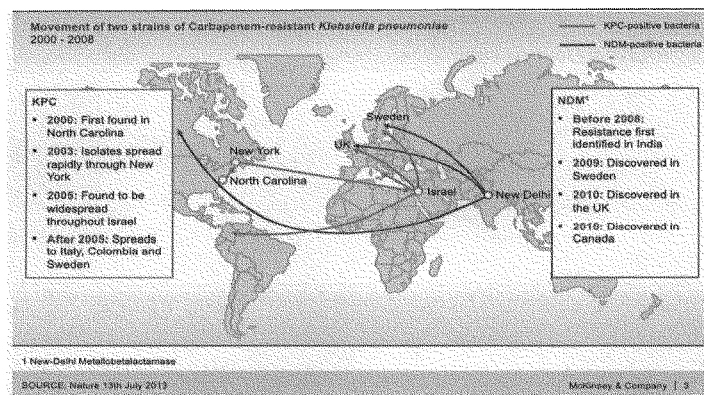 Movement of two strains of Carbapenem-resistant Klebsiella pneumoniae
2000 - 2008
KPC-positive bacteria
NDM-positive bacteria
KPC
• 2000: First found in
North Carolina
• 2003: Isolates spread
rapidly through New
York
• 2005: Found to be
widespread
throughout Israel
• After 2005: Spreads
to Italy, Colombia and
Sweden
Sweden
UK
New York
North Carolina
Israel
New Delhi
NDM¹
• Before 2008:
Resistance first
identified in India
• 2009: Discovered in
Sweden
• 2010: Discovered in
the UK
• 2010: Discovered in
Canada
1 New-Delhi Metallobetalactamase
SOURCE: Nature 13th July 2013
McKinsey & Company | 3